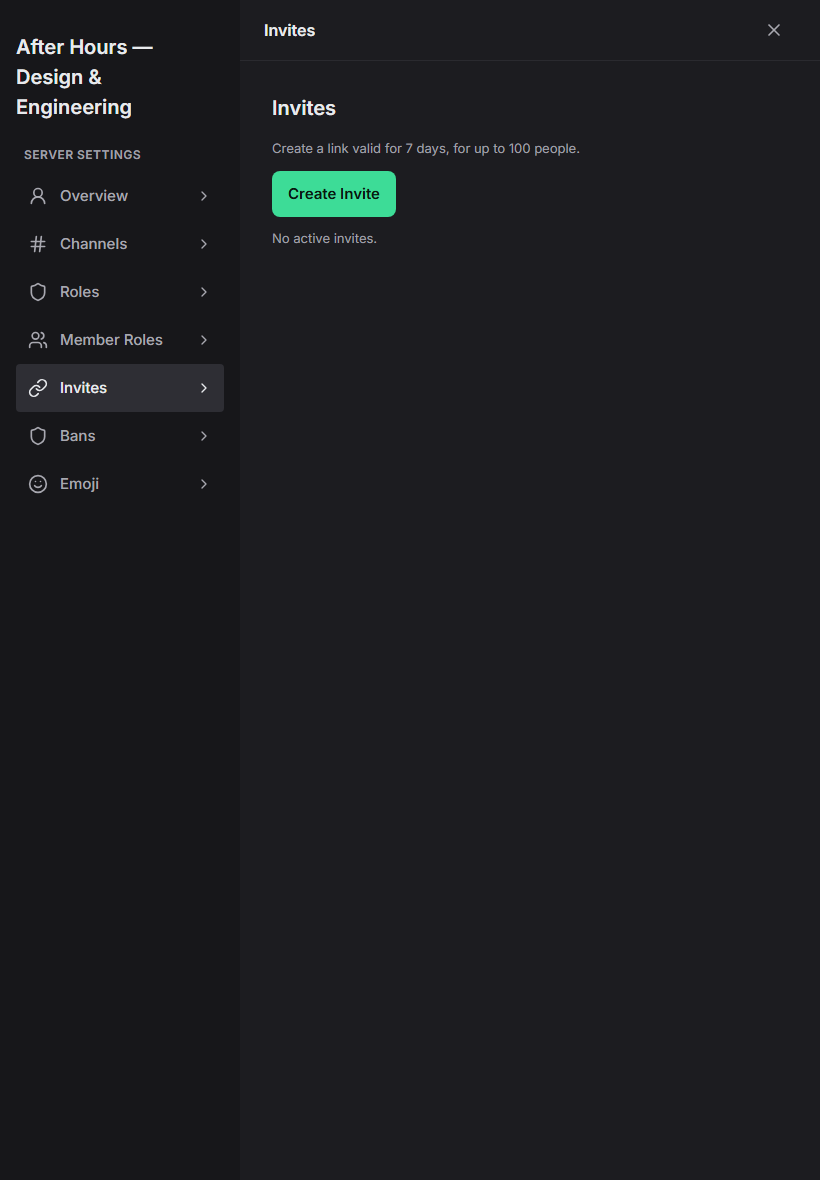 After Hours —
Design &
Engineering
SERVER SETTINGS
Overview
Channels
Roles
Member Roles
Invites
Bans
Emoji
Invites
Invites
Create a link valid for 7 days, for up to 100 people.
Create Invite
No active invites.